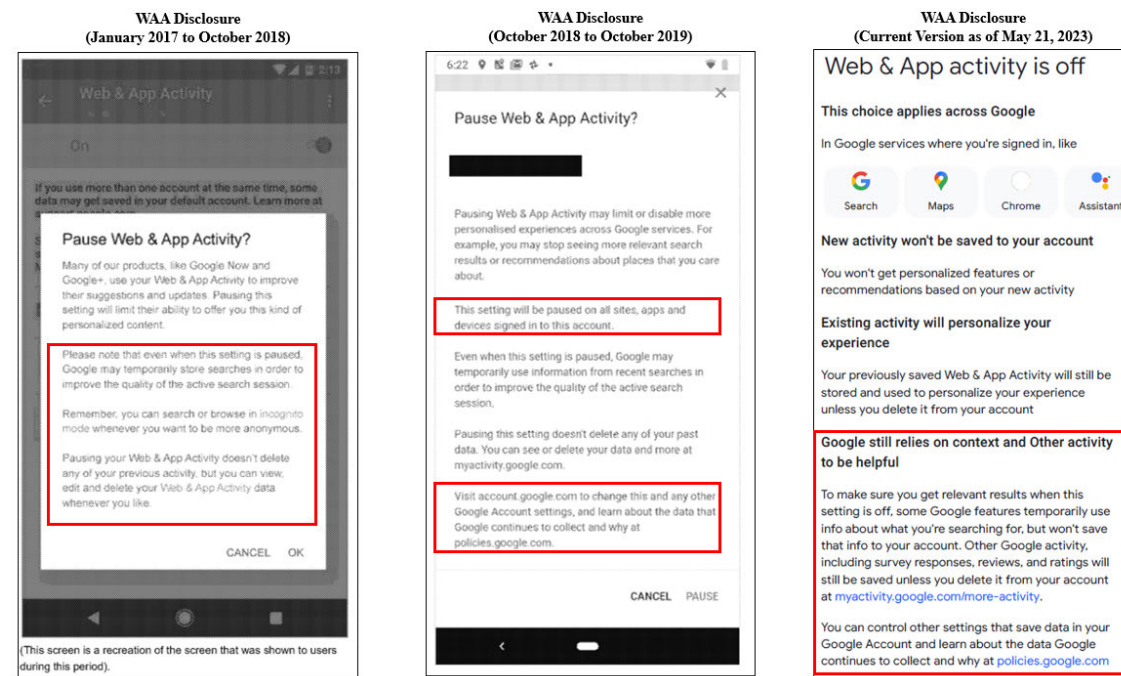 WAA Disclosure
(January 2017 to October 2018)
2:13
Web & App Activity
On
If you use more than one account at the same time, some
data may get saved in your default account. Learn more at
support.google.com
Pause Web & App Activity?
Many of our products, like Google Now and
Google+, use your Web & App Activity to improve
their suggestions and updates. Pausing this
setting will limit their ability to offer you this kind of
personalized content.
Please note that even when this setting is paused,
Google may temporarily store searches in order to
improve the quality of the active search session.
Remember, you can search or browse in incognito
mode whenever you want to be more anonymous.
Pausing your Web & App Activity doesn't delete
any of your previous activity, but you can view,
edit and delete your Web & App Activity data
whenever you like.
CANCEL OK
(This screen is a recreation of the screen that was shown to users
during this period).
WAA Disclosure
(October 2018 to October 2019)
6:22
Pause Web & App Activity?
Pausing Web & App Activity may limit or disable more
personalised experiences across Google services. For
example, you may stop seeing more relevant search
results or recommendations about places that you care
about.
This setting will be paused on all sites, apps and
devices signed in to this account.
Even when this setting is paused, Google may
temporarily use information from recent searches in
order to improve the quality of the active search
session.
Pausing this setting doesn't delete any of your past
data. You can see or delete your data and more at
myactivity.google.com.
Visit account.google.com to change this and any other
Google Account settings, and learn about the data that
Google continues to collect and why at
policies.google.com.
CANCEL PAUSE
WAA Disclosure
(Current Version as of May 21, 2023)
Web & App activity is off
This choice applies across Google
In Google services where you're signed in, like
Search Maps Chrome Assistant
New activity won't be saved to your account
You won't get personalized features or
recommendations based on your new activity
Existing activity will personalize your
experience
Your previously saved Web & App Activity will still be
stored and used to personalize your experience
unless you delete it from your account
Google still relies on context and Other activity
to be helpful
To make sure you get relevant results when this
setting is off, some Google features temporarily use
info about what you're searching for, but won't save
that info to your account. Other Google activity,
including survey responses, reviews, and ratings will
still be saved unless you delete it from your account
at myactivity.google.com/more-activity.
You can control other settings that save data in your
Google Account and learn about the data Google
continues to collect and why at policies.google.com